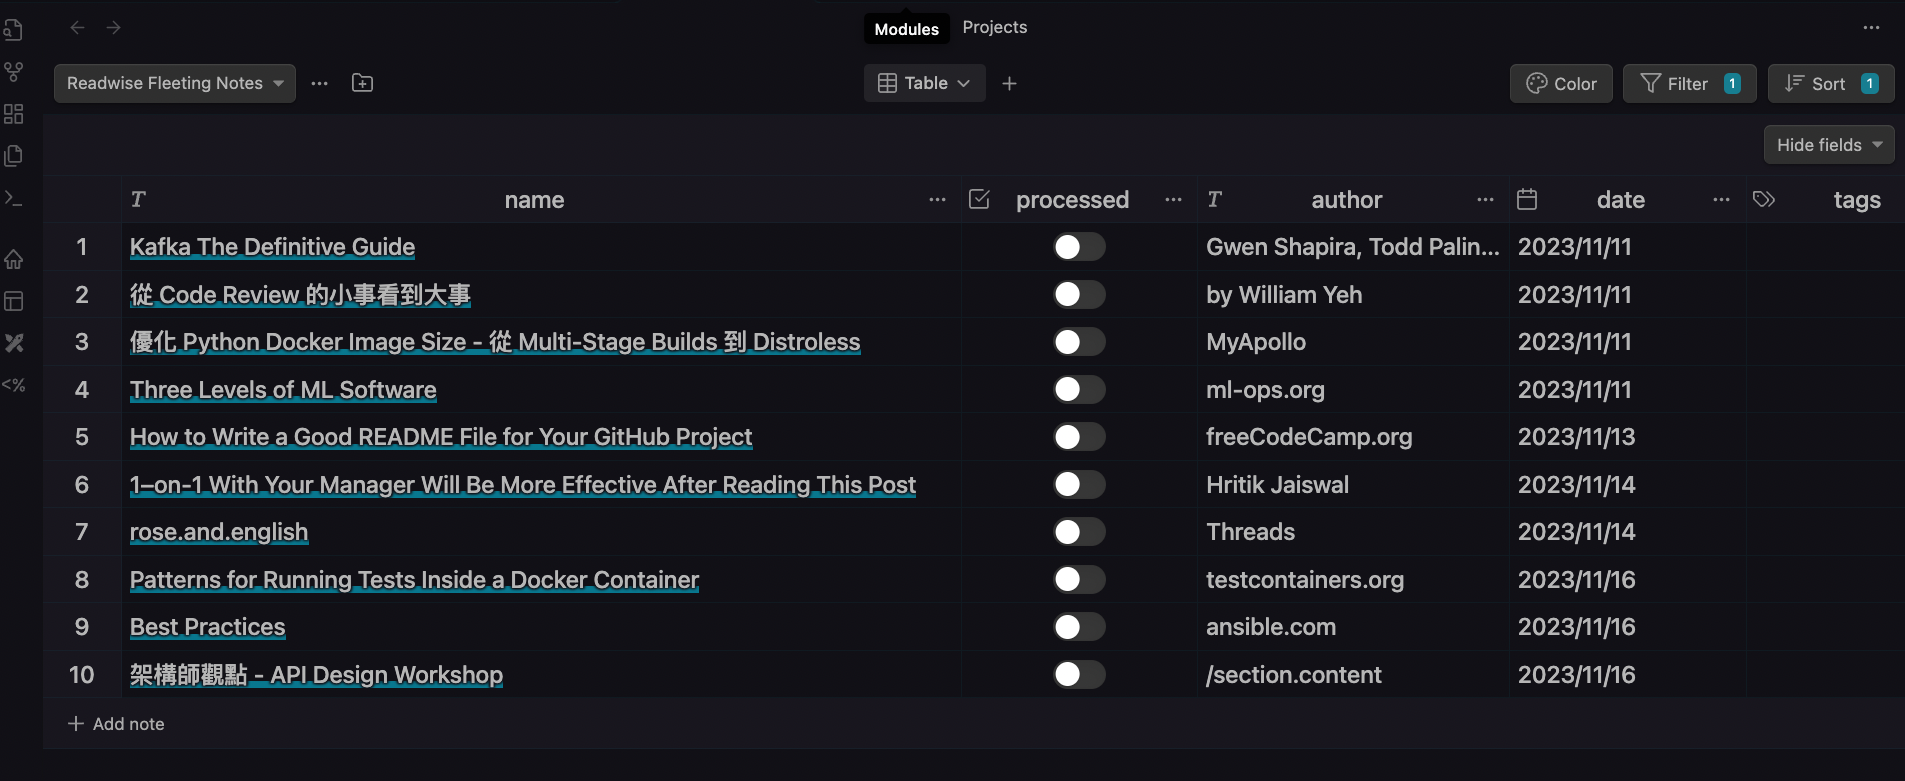 Modules Projects
Readwise Fleeting Notes
Table
Color
Filter 1
Sort 1
Hide fields
name processed author date tags
1 Kafka The Definitive Guide Gwen Shapira, Todd Palin... 2023/11/11
2 從 Code Review 的小事看到大事 by William Yeh 2023/11/11
3 優化 Python Docker Image Size - 從 Multi-Stage Builds 到 Distroless MyApollo 2023/11/11
4 Three Levels of ML Software ml-ops.org 2023/11/11
5 How to Write a Good README File for Your GitHub Project freeCodeCamp.org 2023/11/13
6 1–on-1 With Your Manager Will Be More Effective After Reading This Post Hritik Jaiswal 2023/11/14
7 rose.and.english Threads 2023/11/14
8 Patterns for Running Tests Inside a Docker Container testcontainers.org 2023/11/16
9 Best Practices ansible.com 2023/11/16
10 架構師觀點 - API Design Workshop /section.content 2023/11/16
+ Add note